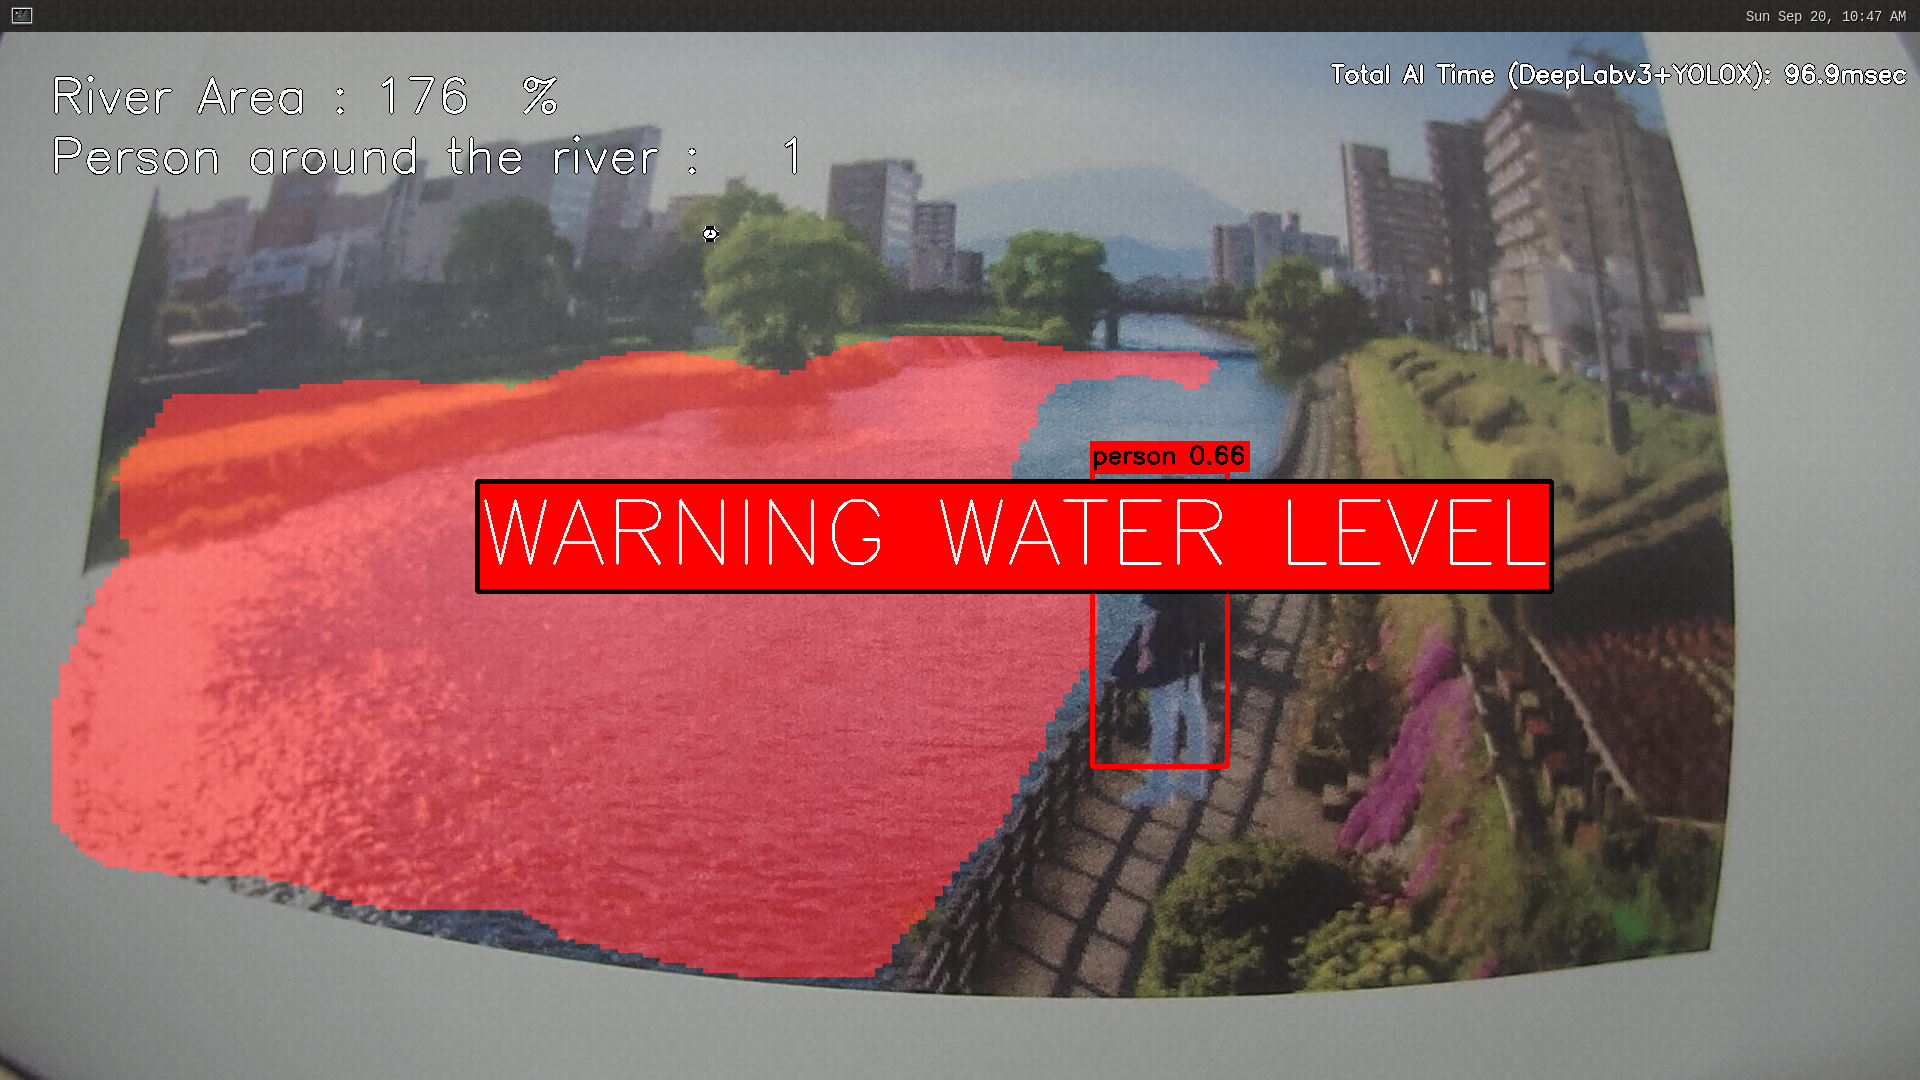 Sun Sep 20, 10:47 AM
River Area : 176 %
Total AI Time (DeepLabv3+YOLOX): 96.9msec
Person around the river : 1
person 0.66
WARNING WATER LEVEL